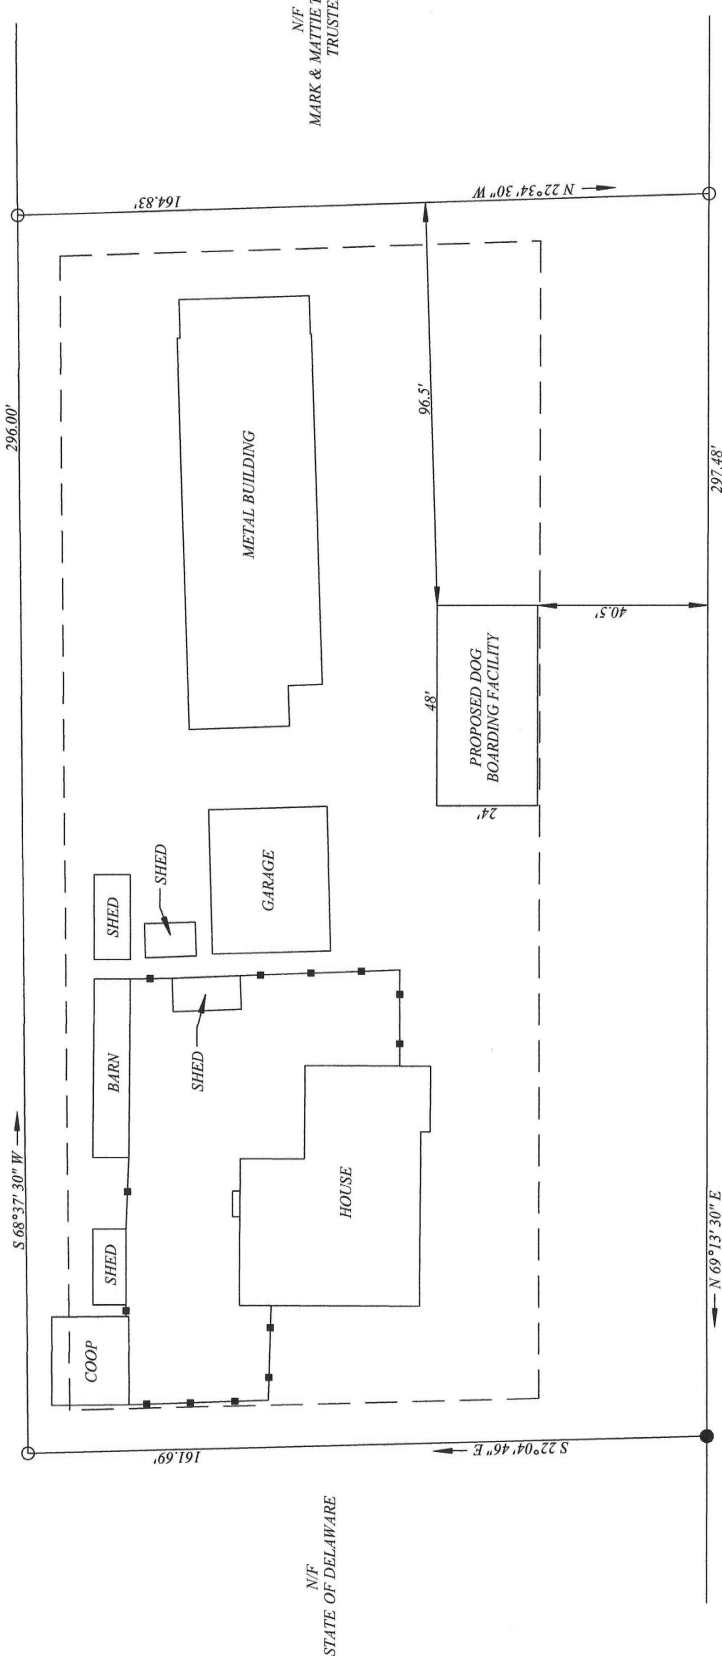 N/F
MARK & MATTIE
TRUSTE
164.83'
N 22°34'30" W
296.00'
METAL BUILDING
96.5'
297.48'
40.5'
PROPOSED DOG
BOARDING FACILITY
48'
24'
SHED
SHED
GARAGE
BARN
SHED
S 68°37'30" W
HOUSE
SHED
COOP
N 69°13'30" E
161.69'
S 22°04'46" E
N/F
STATE OF DELAWARE